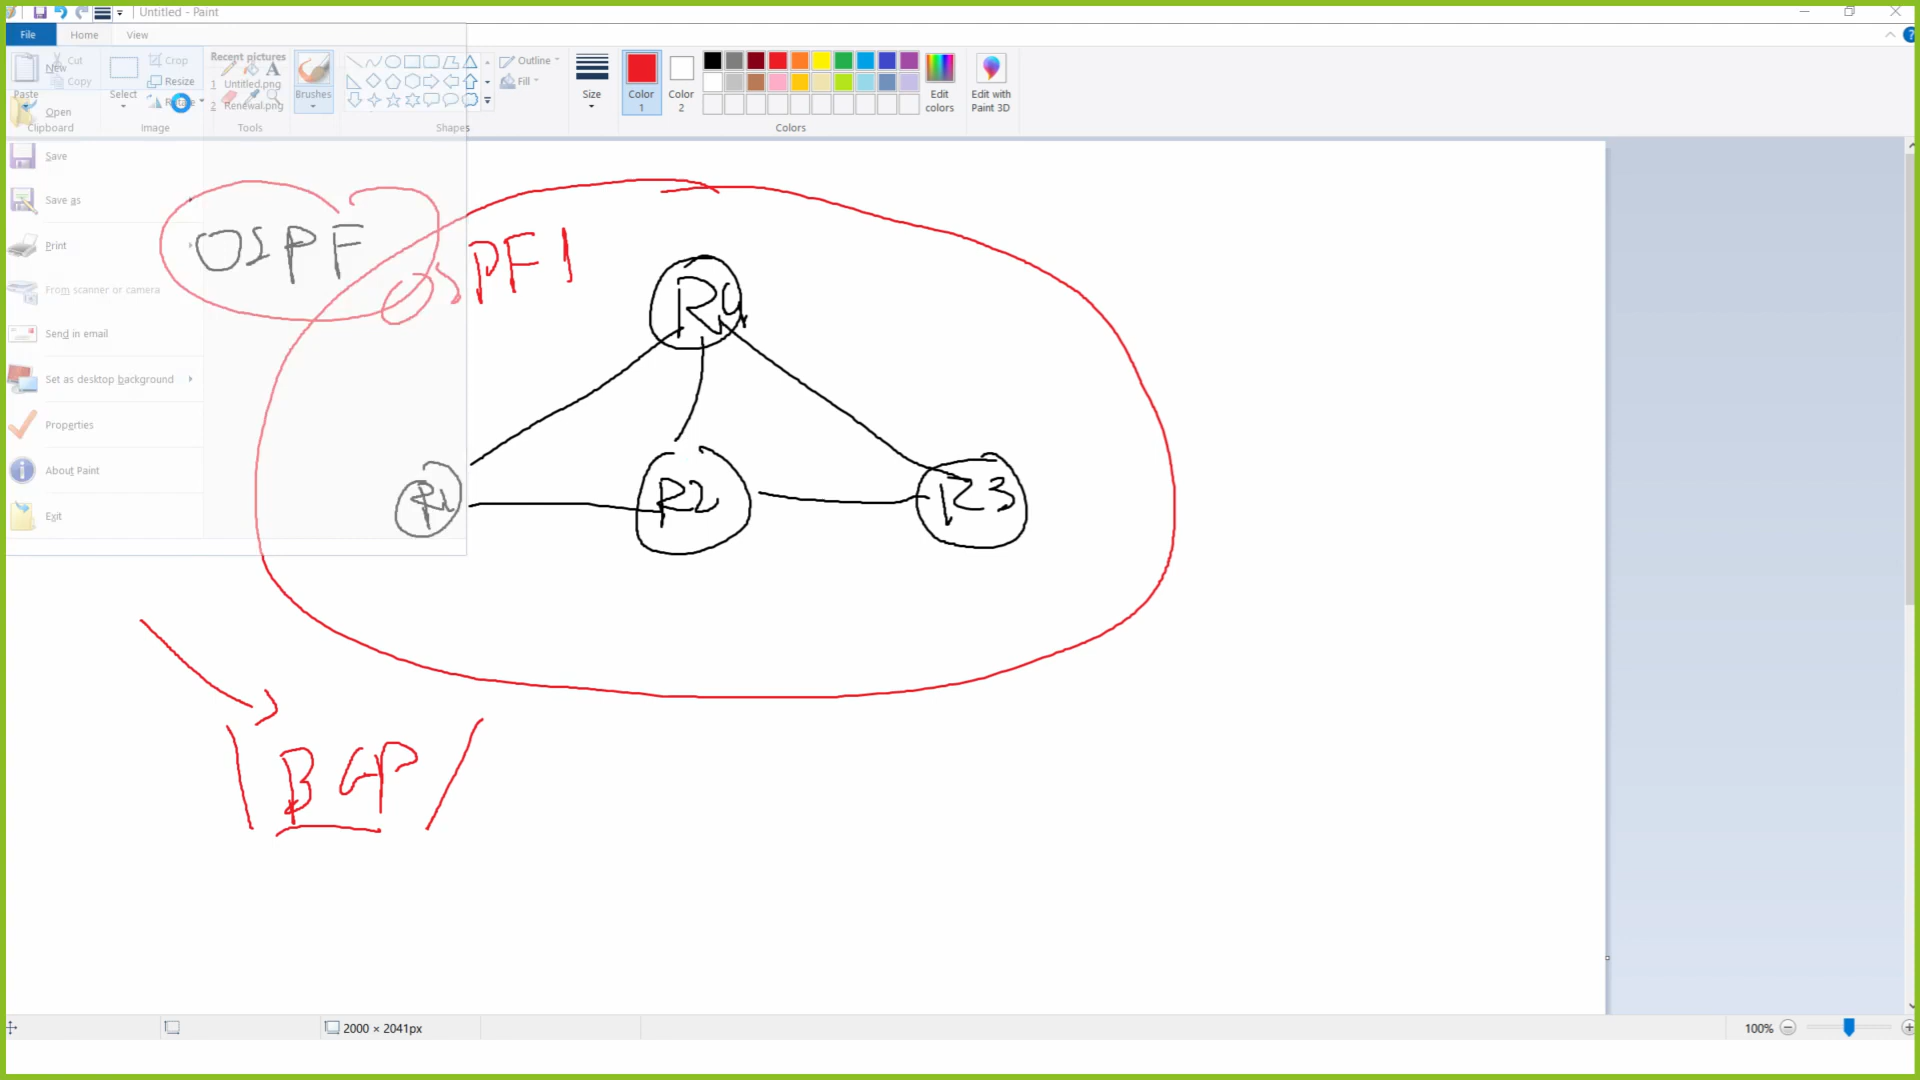 Untitled - Paint
File Home View
Paste
Cut
Copy
Clipboard
Select
Crop
Resize
Image
Tools
Brushes
Shapes
Outline
Fill
Size
Color 1
Color 2
Colors
Edit colors
Edit with Paint 3D
New
Open
Save
Save as
Print
From scanner or camera
Send in email
Set as desktop background
Properties
About Paint
Exit
Recent pictures
1 Untitled.png
2 Renewal.png
OSPF
OSPF 1
R4
R1
R2
R3
BGP
2000 × 2041px
100%